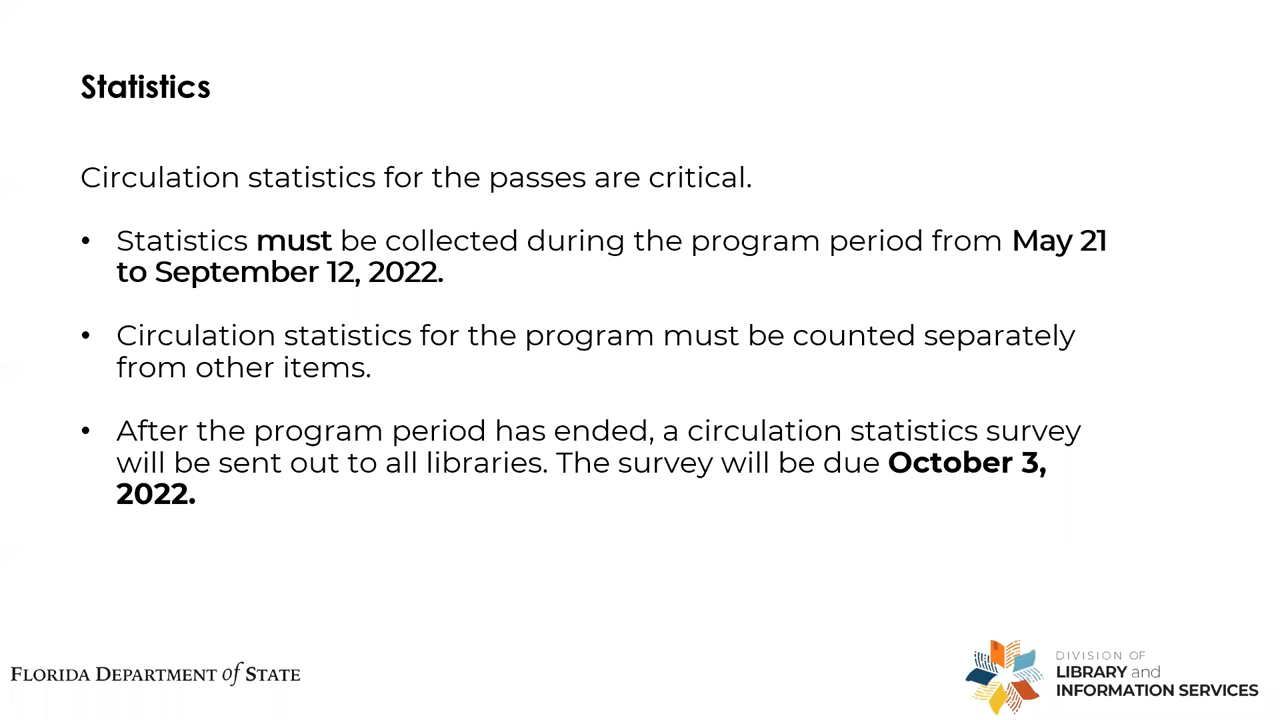 Statistics
Circulation statistics for the passes are critical.
• Statistics must be collected during the program period from May 21
to September 12, 2022.
• Circulation statistics for the program must be counted separately
from other items.
• After the program period has ended, a circulation statistics survey
will be sent out to all libraries. The survey will be due October 3,
2022.
FLORIDA DEPARTMENT of STATE
DIVISION OF
LIBRARY and
INFORMATION SERVICES